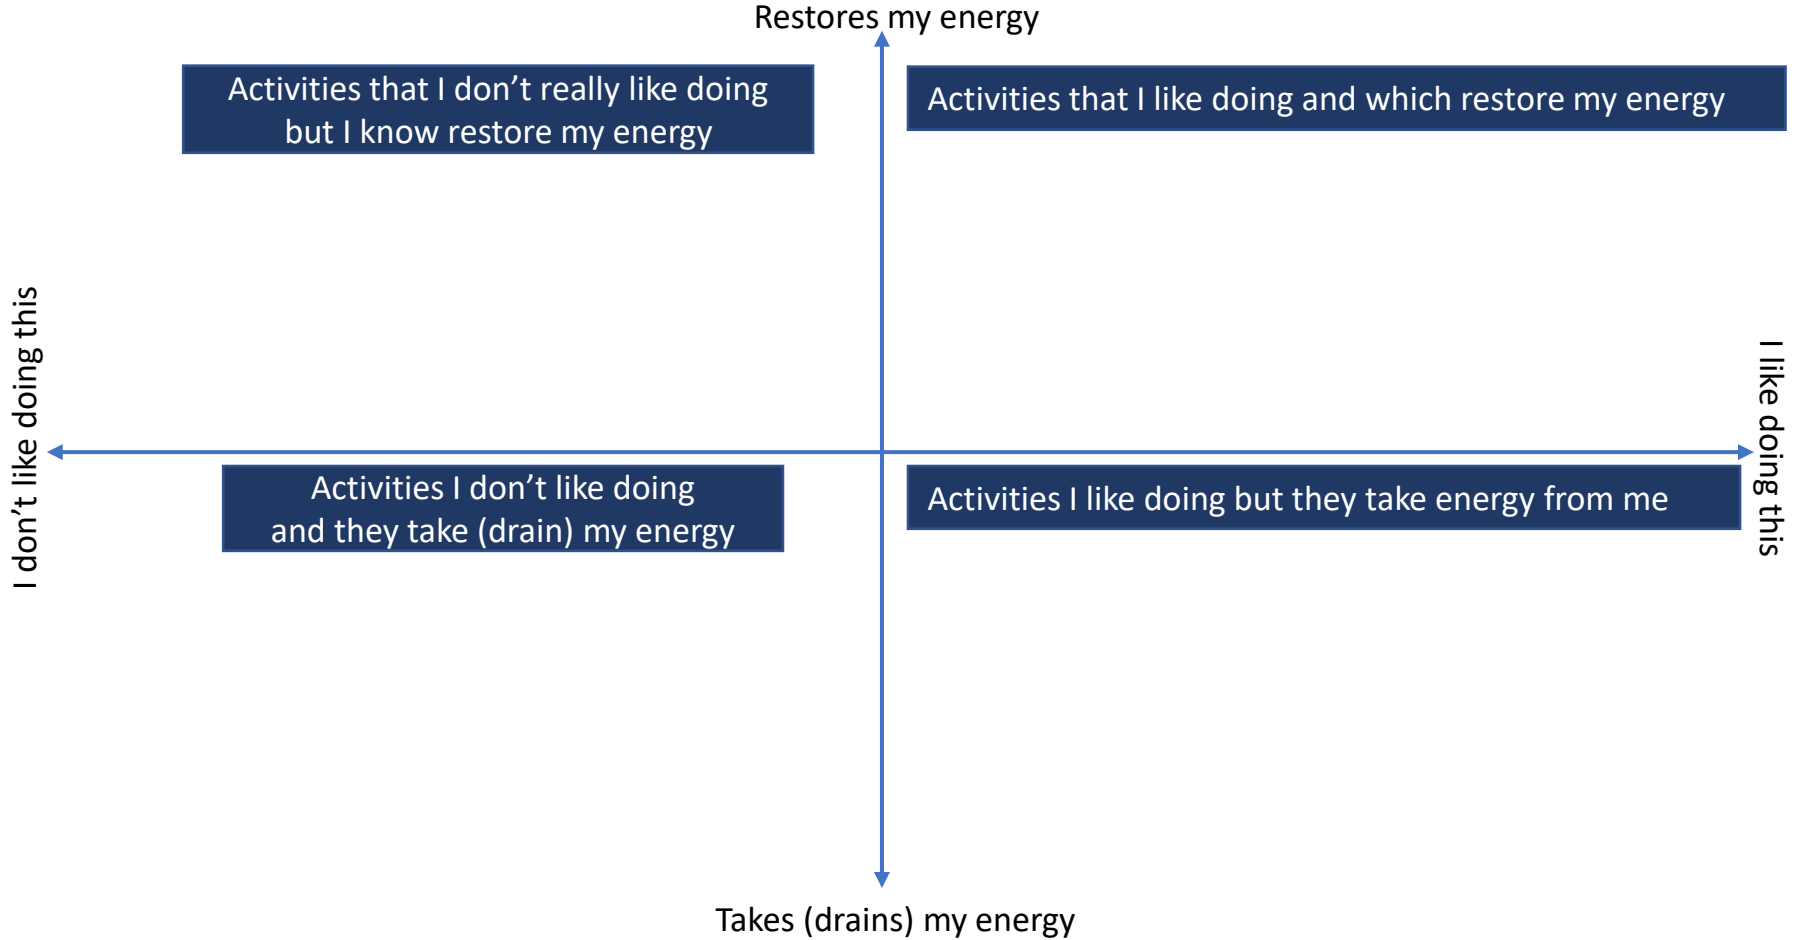 Restores my energy
Activities that I don’t really like doing
but I know restore my energy
Activities that I like doing and which restore my energy
I don’t like doing this
I like doing this
Activities I don’t like doing
and they take (drain) my energy
Activities I like doing but they take energy from me
Takes (drains) my energy